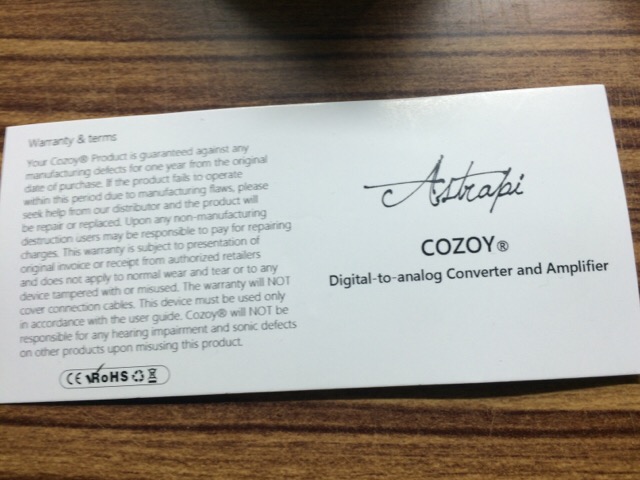 Warranty & terms
Your Cozoy® Product is guaranteed against any
manufacturing defects for one year from the original
date of purchase. If the product fails to operate
within this period due to manufacturing flaws, please
seek help from our distributor and the product will
be repair or replaced. Upon any non-manufacturing
destruction users may be responsible to pay for repairing
charges. This warranty is subject to presentation of
original invoice or receipt from authorized retailers
and does not apply to normal wear and tear or to any
device tampered with or misused. The warranty will NOT
cover connection cables. This device must be used only
in accordance with the user guide. Cozoy® will NOT be
responsible for any hearing impairment and sonic defects
on other products upon misusing this product.
CE RoHS
Astrapi
COZOY®
Digital-to-analog Converter and Amplifier